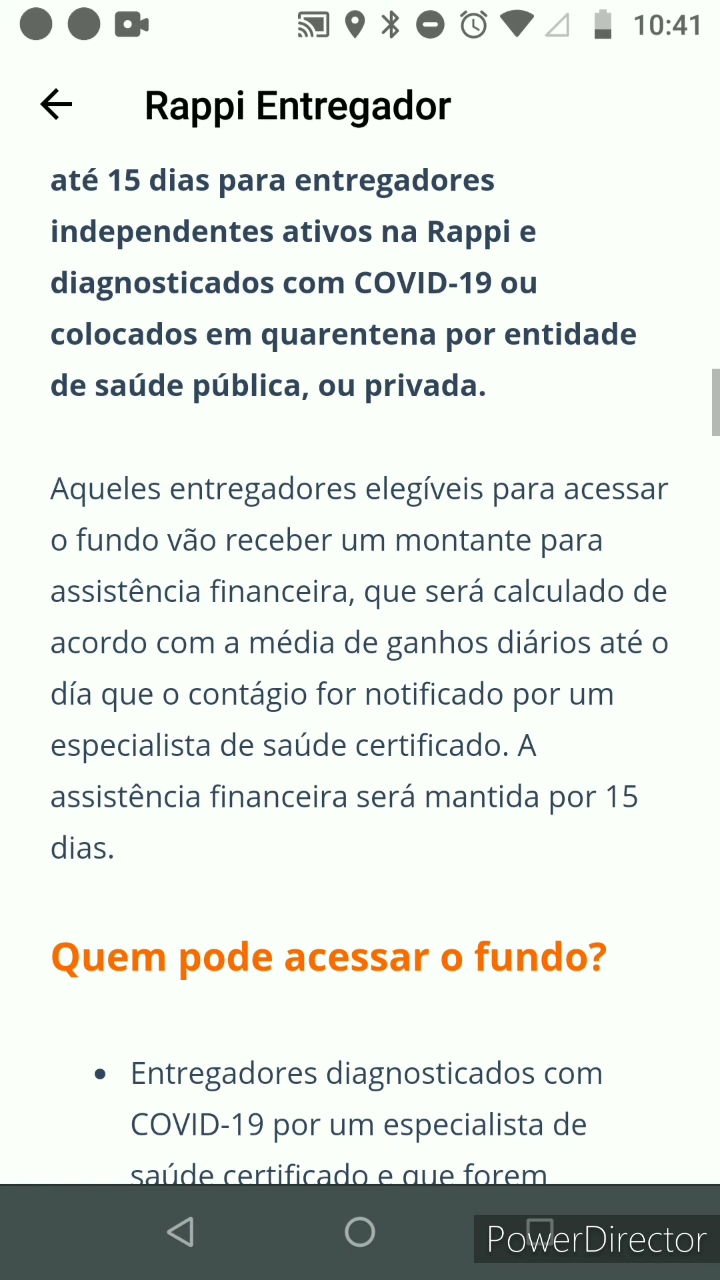 10:41
Rappi Entregador
até 15 dias para entregadores
independentes ativos na Rappi e
diagnosticados com COVID-19 ou
colocados em quarentena por entidade
de saúde pública, ou privada.
Aqueles entregadores elegíveis para acessar
o fundo vão receber um montante para
assistência financeira, que será calculado de
acordo com a média de ganhos diários até o
día que o contágio for notificado por um
especialista de saúde certificado. A
assistência financeira será mantida por 15
dias.
Quem pode acessar o fundo?
• Entregadores diagnosticados com
COVID-19 por um especialista de
saúde certificado e que forem
PowerDirector